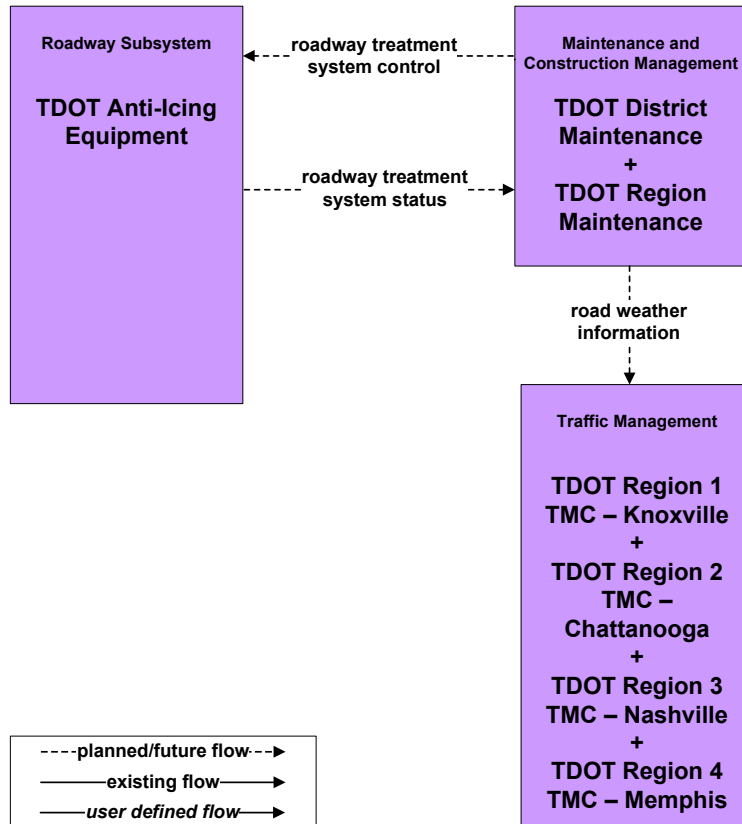 Roadway Subsystem
TDOT Anti-Icing
Equipment
roadway treatment
system control
roadway treatment
system status
Maintenance and
Construction Management
TDOT District
Maintenance
+
TDOT Region
Maintenance
road weather
information
Traffic Management
TDOT Region 1
TMC – Knoxville
+
TDOT Region 2
TMC –
Chattanooga
+
TDOT Region 3
TMC – Nashville
+
TDOT Region 4
TMC – Memphis
planned/future flow
existing flow
user defined flow